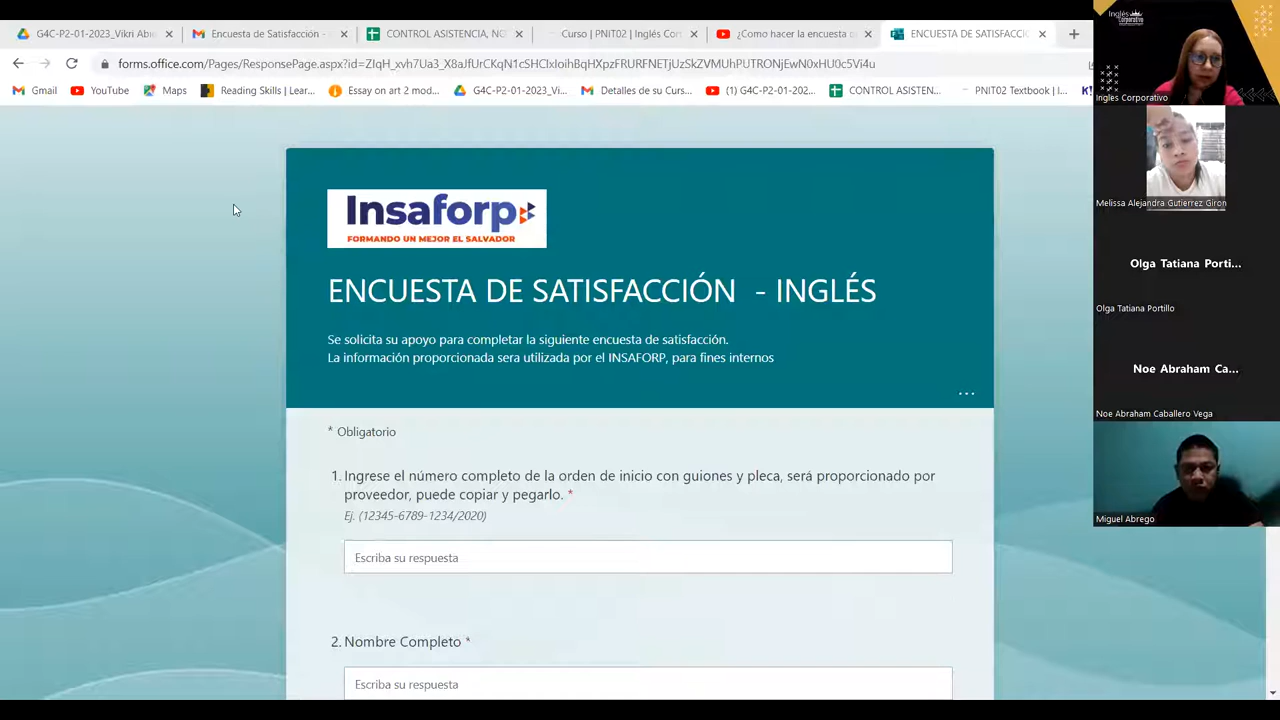 G4C-P2-01-2023_Vikri Abie
Encuesta de Satisfacción -
CONTROL ASISTENCIA, NO
Curso | PNIT02 | Inglés Com
¿Como hacer la encuesta o
ENCUESTA DE SATISFACCIÓ
forms.office.com/Pages/ResponsePage.aspx?id=ZIqH_xvh7Ua3_X8aJfUrCKqN1cSHCIxIoihBqHXpzFRURFNETjUzSkZVMUhPUTRONjEwN0xHU0c5Vi4u
Gmail
YouTube
Maps
Reading Skills | Lear...
Essay on art 2 mod...
G4C-P2-01-2023_Vi...
Detalles de su Curs...
(1) G4C-P2-01-202...
CONTROL ASISTEN...
PNIT02 Textbook | I...
Insaforp
FORMANDO UN MEJOR EL SALVADOR
ENCUESTA DE SATISFACCIÓN - INGLÉS
Se solicita su apoyo para completar la siguiente encuesta de satisfacción.
La información proporcionada sera utilizada por el INSAFORP, para fines internos
...
* Obligatorio
1. Ingrese el número completo de la orden de inicio con guiones y pleca, será proporcionado por
proveedor, puede copiar y pegarlo. *
Ej. (12345-6789-1234/2020)
Escriba su respuesta
2. Nombre Completo *
Escriba su respuesta
Inglés
Corporativo
Ingles Corporativo
Melissa Alejandra Gutierrez Giron
Olga Tatiana Porti...
Olga Tatiana Portillo
Noe Abraham Ca...
Noe Abraham Caballero Vega
Miguel Abrego